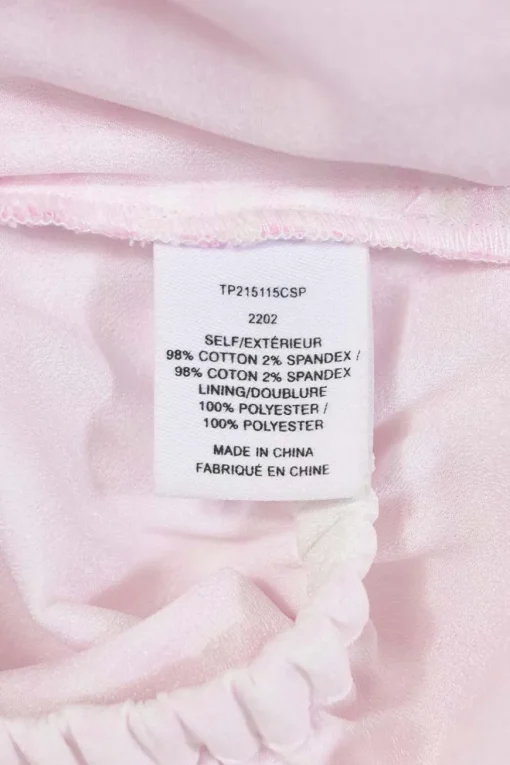 TP215115CSP
2202
SELF/EXTÉRIEUR
98% COTTON 2% SPANDEX /
98% COTON 2% SPANDEX
LINING/DOUBLURE
100% POLYESTER /
100% POLYESTER
MADE IN CHINA
FABRIQUÉ EN CHINE